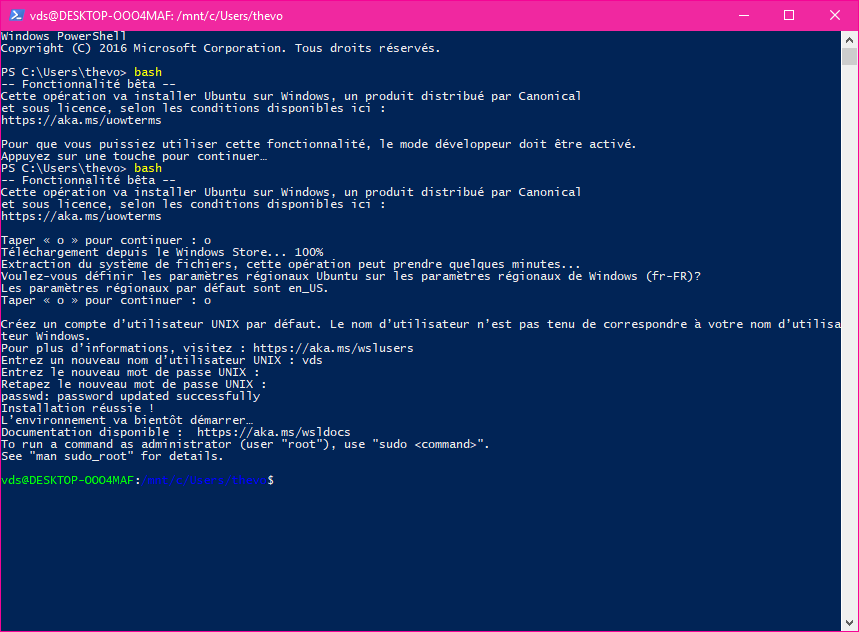 vds@DESKTOP-OOO4MAF: /mnt/c/Users/thevo
Windows PowerShell
Copyright (C) 2016 Microsoft Corporation. Tous droits réservés.
PS C:\Users\thevo> bash
-- Fonctionnalité bêta --
Cette opération va installer Ubuntu sur Windows, un produit distribué par Canonical
et sous licence, selon les conditions disponibles ici :
https://aka.ms/uowterms
Pour que vous puissiez utiliser cette fonctionnalité, le mode développeur doit être activé.
Appuyez sur une touche pour continuer…
PS C:\Users\thevo> bash
-- Fonctionnalité bêta --
Cette opération va installer Ubuntu sur Windows, un produit distribué par Canonical
et sous licence, selon les conditions disponibles ici :
https://aka.ms/uowterms
Taper « o » pour continuer : o
Téléchargement depuis le Windows Store... 100%
Extraction du système de fichiers, cette opération peut prendre quelques minutes...
Voulez-vous définir les paramètres régionaux Ubuntu sur les paramètres régionaux de Windows (fr-FR)?
Les paramètres régionaux par défaut sont en_US.
Taper « o » pour continuer : o
Créez un compte d’utilisateur UNIX par défaut. Le nom d’utilisateur n’est pas tenu de correspondre à votre nom d’utilisa
teur Windows.
Pour plus d’informations, visitez : https://aka.ms/wslusers
Entrez un nouveau nom d’utilisateur UNIX : vds
Entrez le nouveau mot de passe UNIX :
Retapez le nouveau mot de passe UNIX :
passwd: password updated successfully
Installation réussie !
L’environnement va bientôt démarrer…
Documentation disponible :  https://aka.ms/wsldocs
To run a command as administrator (user "root"), use "sudo <command>".
See "man sudo_root" for details.
vds@DESKTOP-OOO4MAF:/mnt/c/Users/thevo$